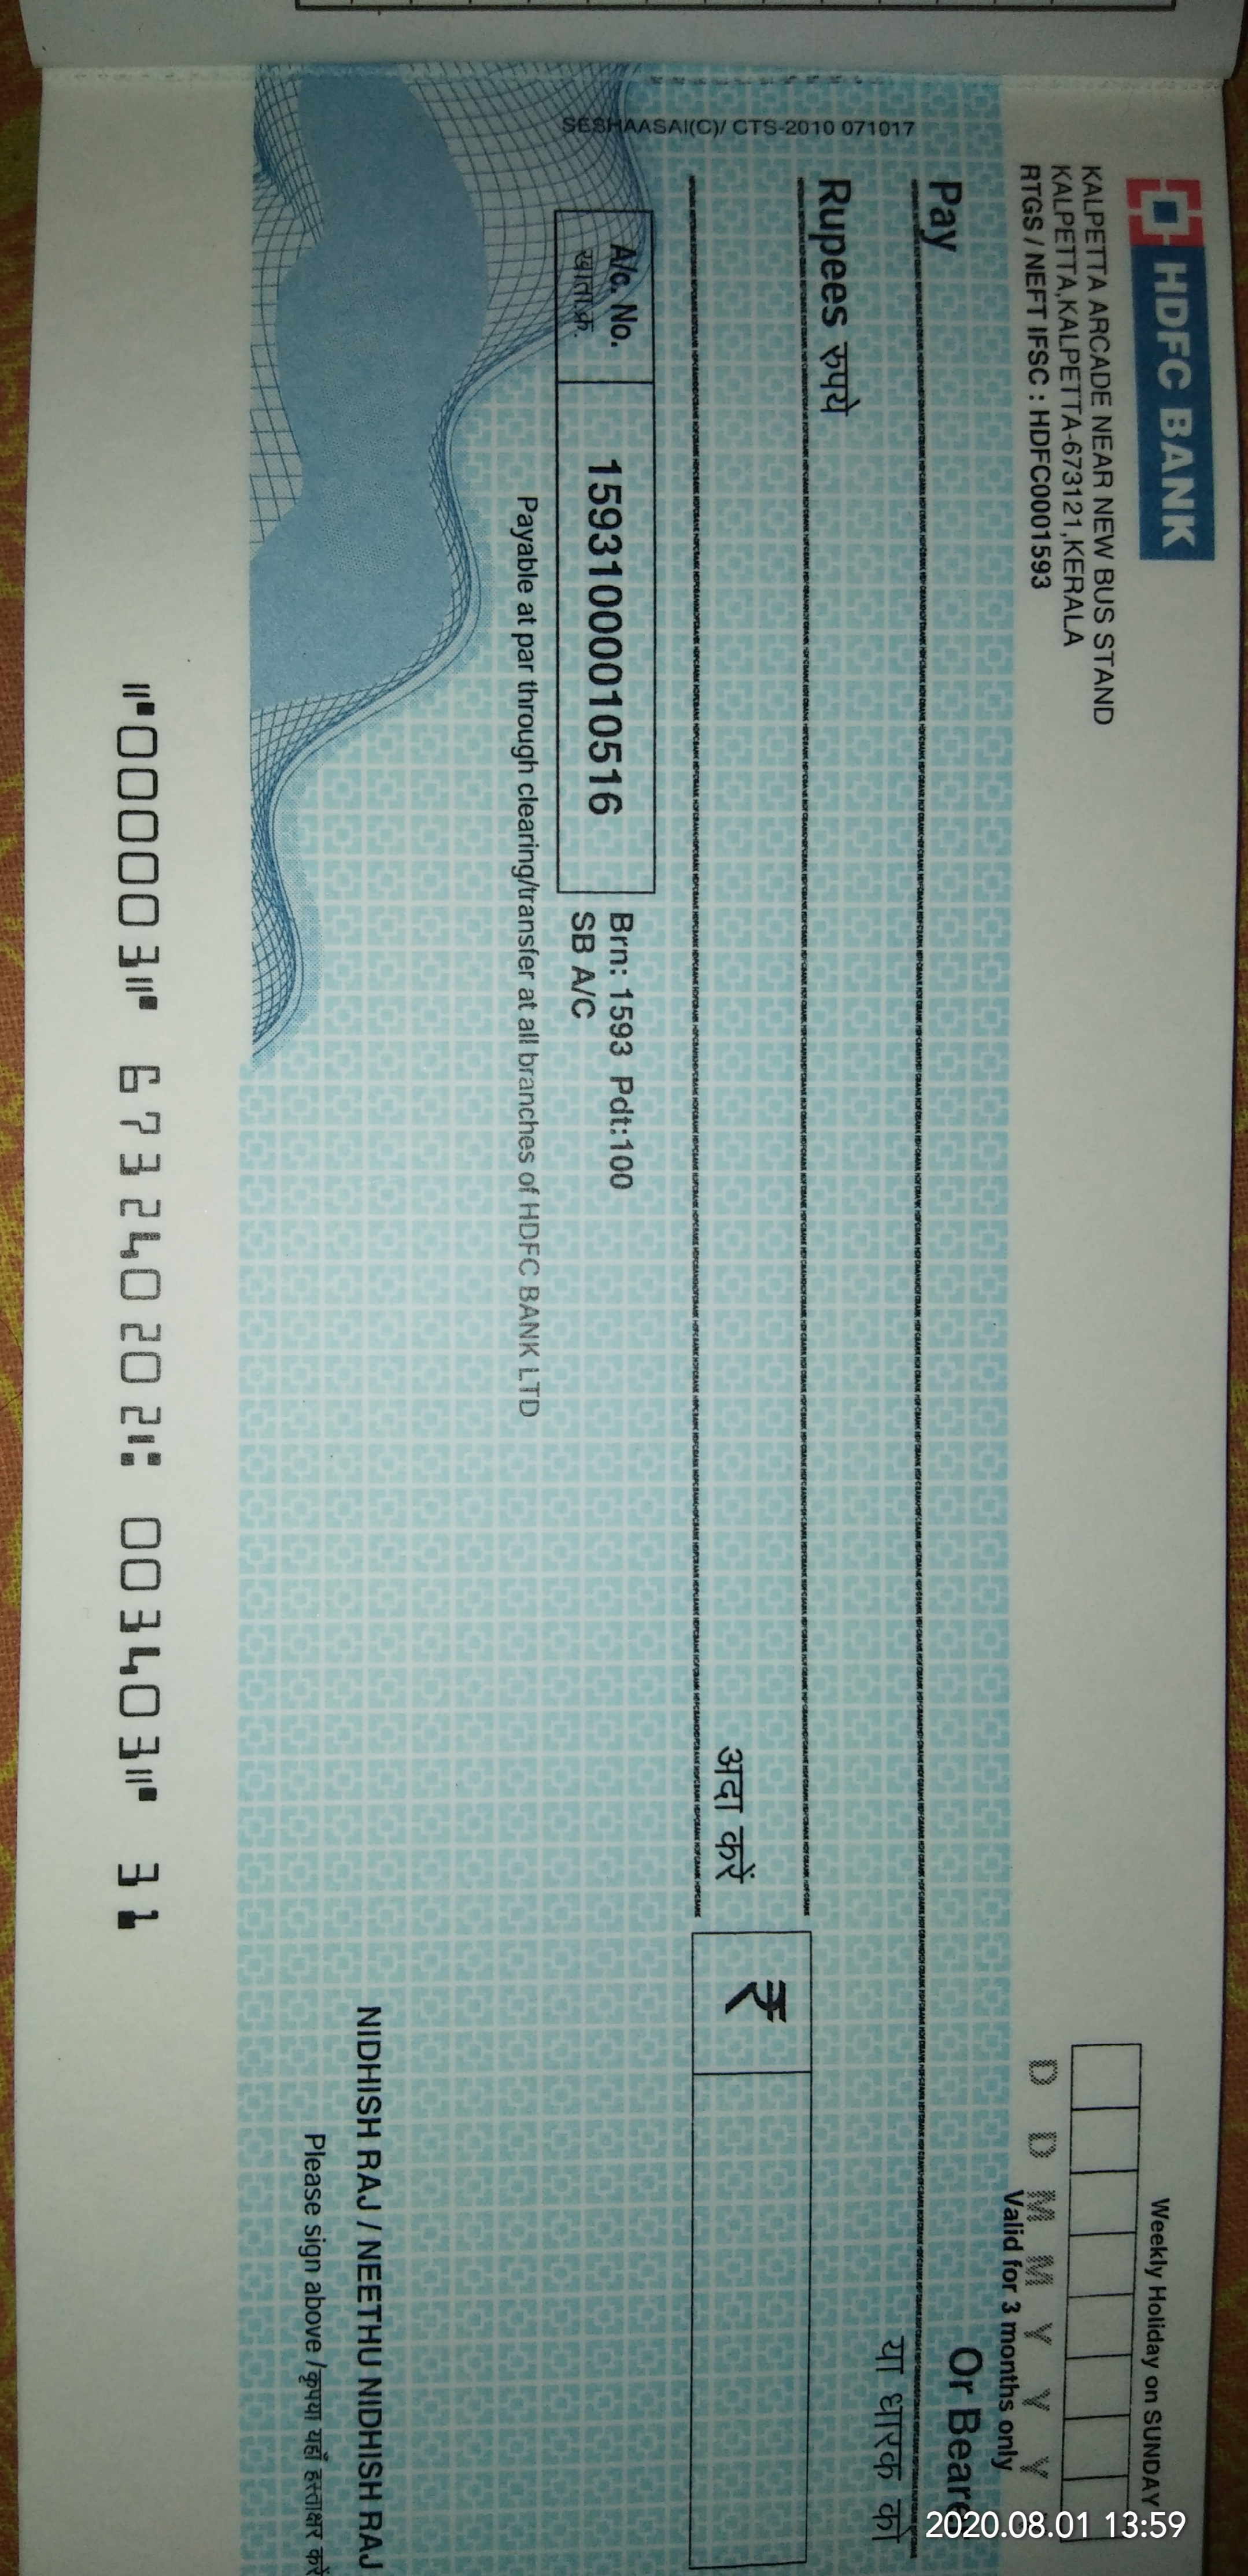 HDFC BANK
KALPETTA ARCADE NEAR NEW BUS STAND
KALPETTA,KALPETTA-673121,KERALA
RTGS / NEFT IFSC : HDFC0001593
Weekly Holiday on SUNDAY
D D M M Y Y Y
Valid for 3 months only
Pay
Or Beare
या धारक को
Rupees रुपये
अदा करें
₹
A/c. No.
खाता.क्र.
15931000010516
Brn: 1593 Pdt:100
SB A/C
Payable at par through clearing/transfer at all branches of HDFC BANK LTD
SESHAASAI(C)/ CTS-2010 071017
NIDHISH RAJ / NEETHU NIDHISH RAJ
Please sign above /कृपया यहाँ हस्ताक्षर करें
⑈000003⑈ 673240202⑆ 003403⑈ 31
2020.08.01 13:59